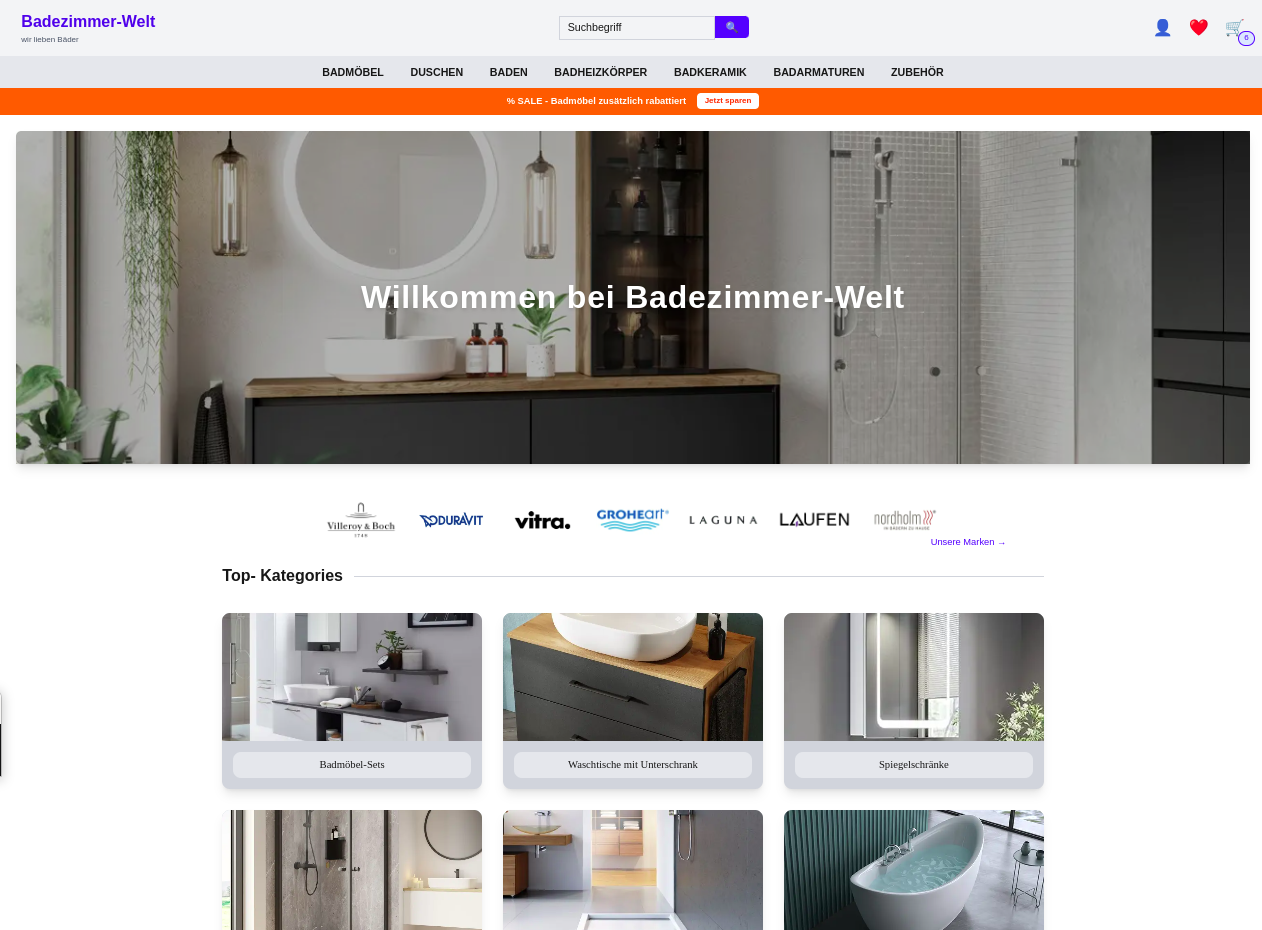 Badezimmer-Welt
wir lieben Bäder
Suchbegriff
6
BADMÖBEL DUSCHEN BADEN BADHEIZKÖRPER BADKERAMIK BADARMATUREN ZUBEHÖR
% SALE - Badmöbel zusätzlich rabattiert Jetzt sparen
Willkommen bei Badezimmer-Welt
Villeroy & Boch
1748
DURAVIT
vitra.
GROHEart
LAGUNA
LAUFEN
nordholm
IN BÄDERN ZU HAUSE
Unsere Marken →
Top- Kategories
Badmöbel-Sets
Waschtische mit Unterschrank
Spiegelschränke